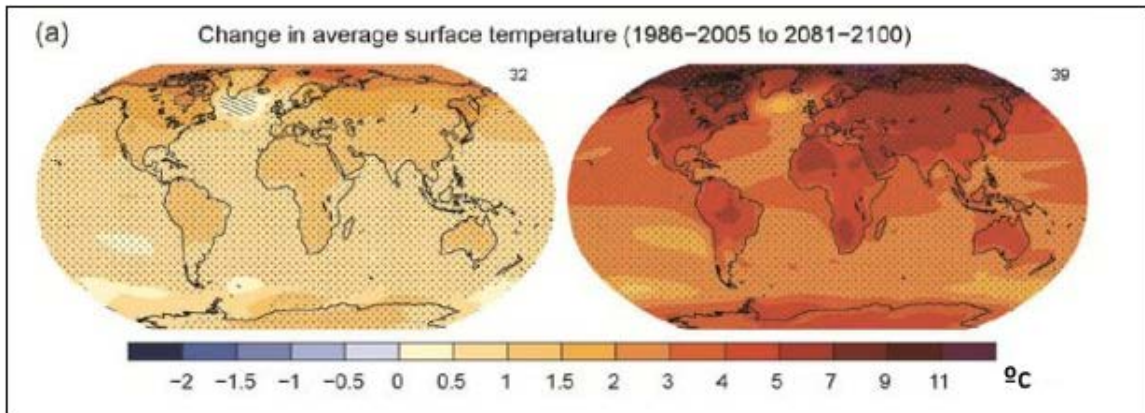 (a) Change in average surface temperature (1986−2005 to 2081−2100)
32 39
−2 −1.5 −1 −0.5 0 0.5 1 1.5 2 3 4 5 7 9 11 ºC